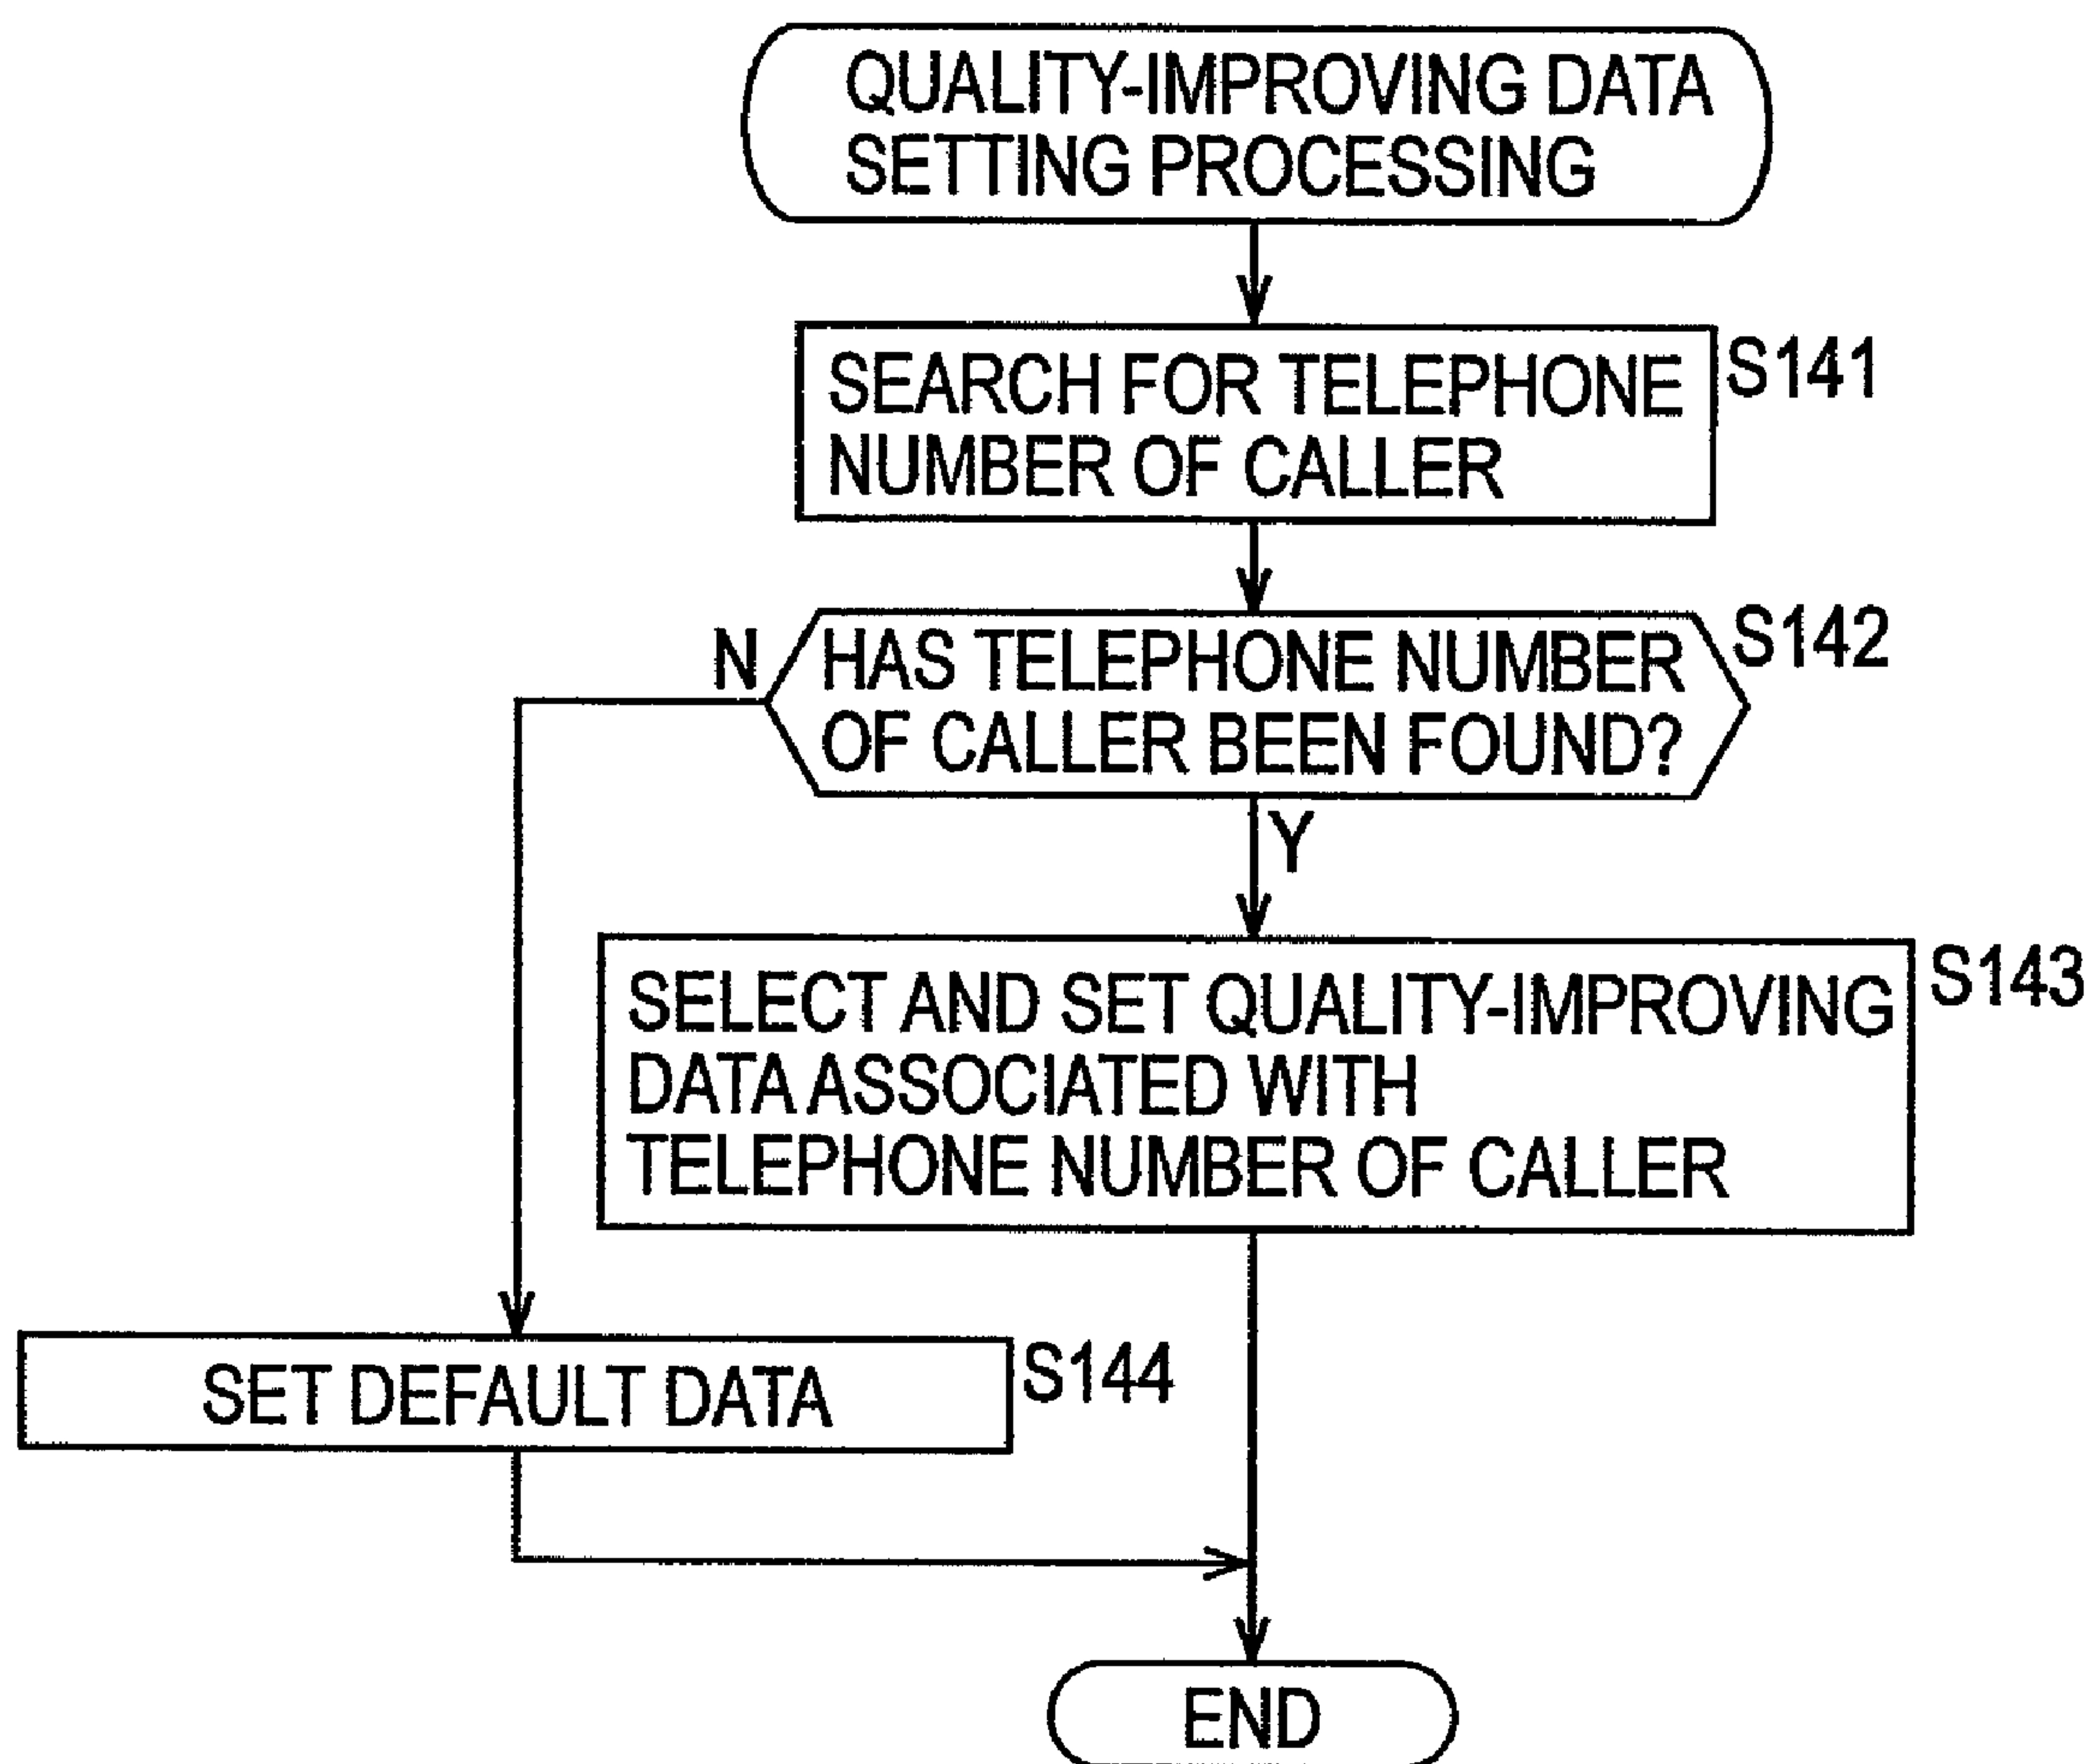 QUALITY-IMPROVING DATA
SETTING PROCESSING
SEARCH FOR TELEPHONE
NUMBER OF CALLER
S141
N
HAS TELEPHONE NUMBER
OF CALLER BEEN FOUND?
S142
Y
SELECT AND SET QUALITY-IMPROVING
DATA ASSOCIATED WITH
TELEPHONE NUMBER OF CALLER
S143
SET DEFAULT DATA
S144
END